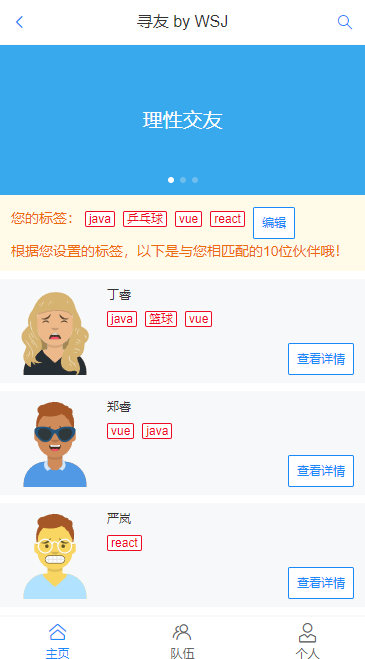 寻友 by WSJ
理性交友
您的标签： java 乒乓球 vue react 编辑
根据您设置的标签，以下是与您相匹配的10位伙伴哦！
丁睿
java 篮球 vue
查看详情
郑睿
vue java
查看详情
严岚
react
查看详情
主页 队伍 个人